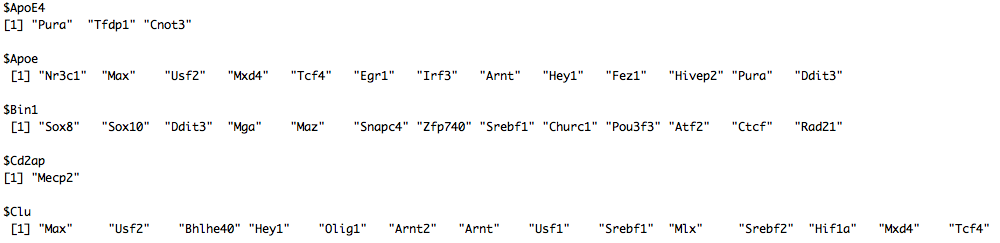 $ApoE4
[1] "Pura" "Tfdp1" "Cnot3"
$Apoe
[1] "Nr3c1" "Max" "Usf2" "Mxd4" "Tcf4" "Egr1" "Irf3" "Arnt" "Hey1" "Fez1" "Hivep2" "Pura" "Ddit3"
$Bin1
[1] "Sox8" "Sox10" "Ddit3" "Mga" "Maz" "Snapc4" "Zfp740" "Srebf1" "Churc1" "Pou3f3" "Atf2" "Ctcf" "Rad21"
$Cd2ap
[1] "Mecp2"
$Clu
[1] "Max" "Usf2" "Bhlhe40" "Hey1" "Olig1" "Arnt2" "Arnt" "Usf1" "Srebf1" "Mlx" "Srebf2" "Hif1a" "Mxd4" "Tcf4"